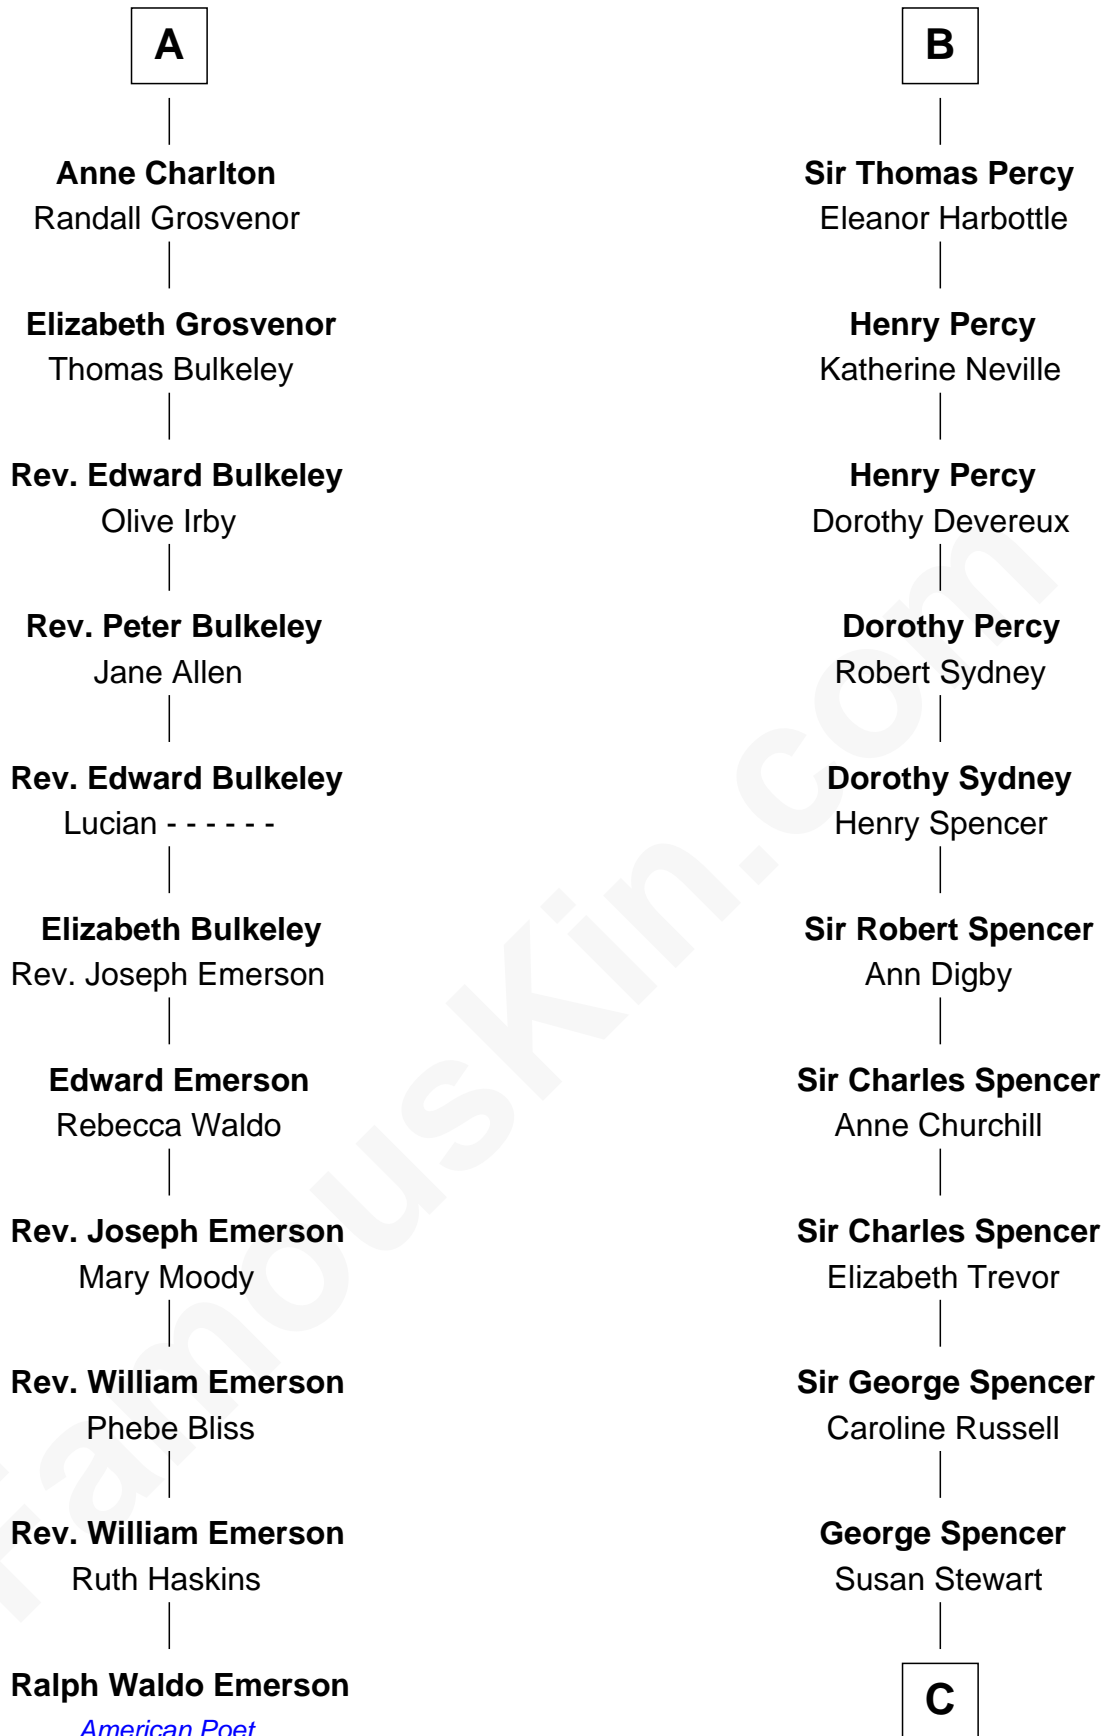 A
Anne Charlton
Randall Grosvenor
Elizabeth Grosvenor
Thomas Bulkeley
Rev. Edward Bulkeley
Olive Irby
Rev. Peter Bulkeley
Jane Allen
Rev. Edward Bulkeley
Lucian - - - - - -
Elizabeth Bulkeley
Rev. Joseph Emerson
Edward Emerson
Rebecca Waldo
Rev. Joseph Emerson
Mary Moody
Rev. William Emerson
Phebe Bliss
Rev. William Emerson
Ruth Haskins
Ralph Waldo Emerson
American Poet
B
Sir Thomas Percy
Eleanor Harbottle
Henry Percy
Katherine Neville
Henry Percy
Dorothy Devereux
Dorothy Percy
Robert Sydney
Dorothy Sydney
Henry Spencer
Sir Robert Spencer
Ann Digby
Sir Charles Spencer
Anne Churchill
Sir Charles Spencer
Elizabeth Trevor
Sir George Spencer
Caroline Russell
George Spencer
Susan Stewart
C
FamousKin.com